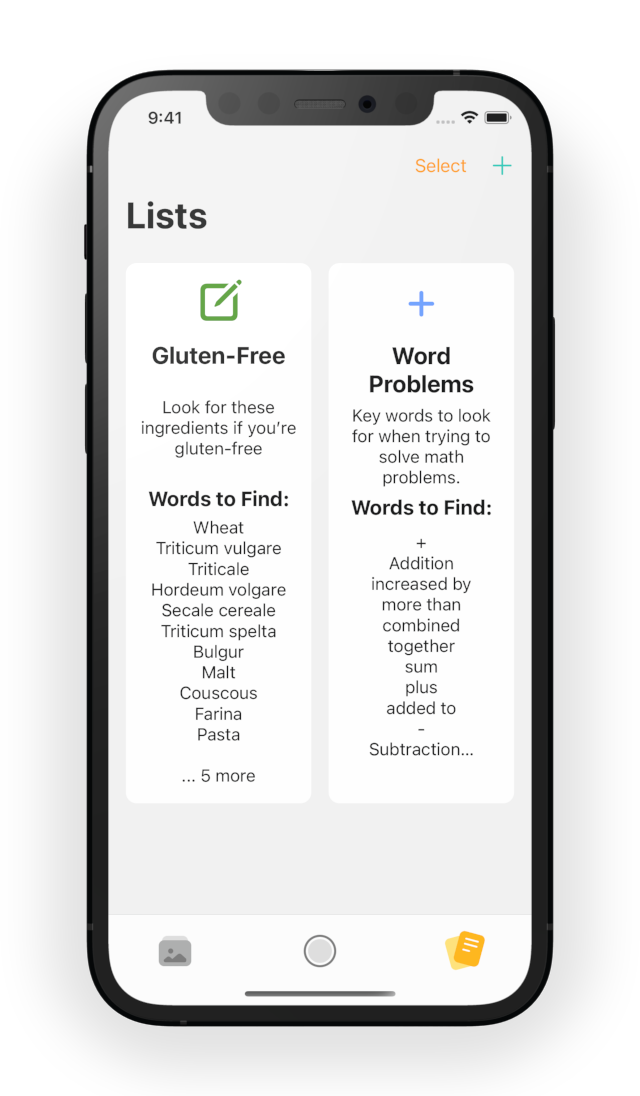 9:41
Select +
Lists
Gluten-Free
Look for these
ingredients if you’re
gluten-free
Words to Find:
Wheat
Triticum vulgare
Triticale
Hordeum volgare
Secale cereale
Triticum spelta
Bulgur
Malt
Couscous
Farina
Pasta
... 5 more
Word
Problems
Key words to look
for when trying to
solve math
problems.
Words to Find:
+
Addition
increased by
more than
combined
together
sum
plus
added to
-
Subtraction...